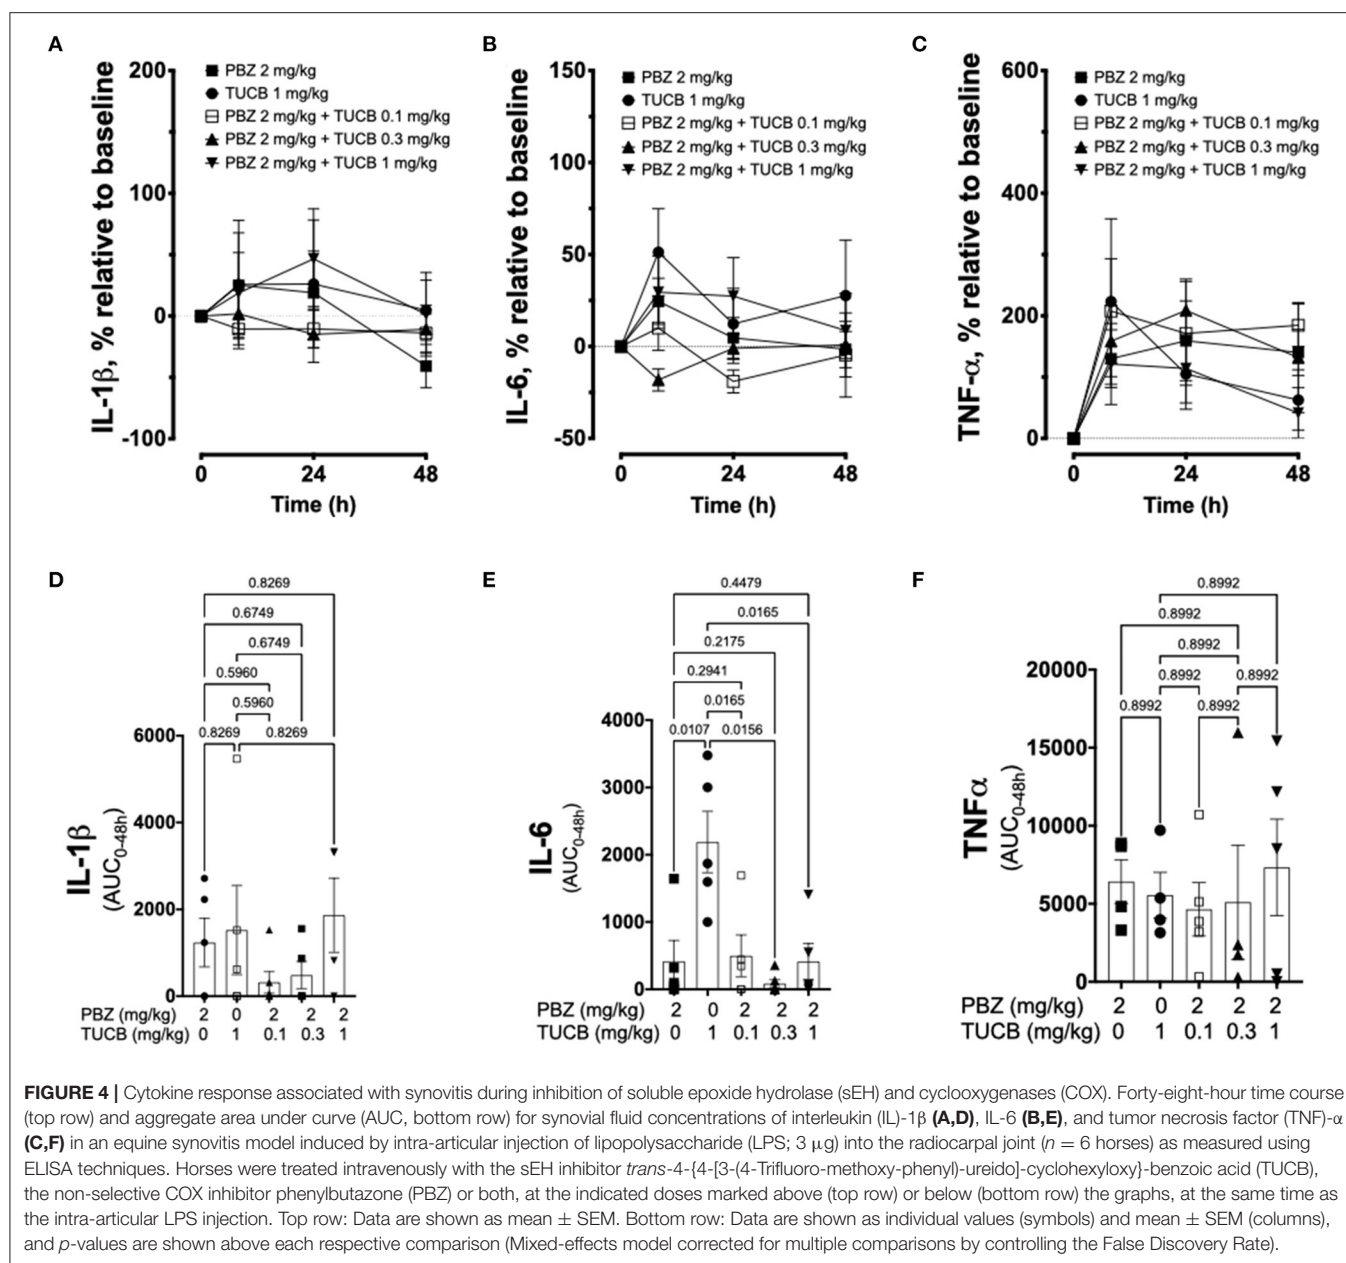 A
IL-1β, % relative to baseline
200
100
0
-100
PBZ 2 mg/kg
TUCB 1 mg/kg
PBZ 2 mg/kg + TUCB 0.1 mg/kg
PBZ 2 mg/kg + TUCB 0.3 mg/kg
PBZ 2 mg/kg + TUCB 1 mg/kg
0 24 48
Time (h)
B
IL-6, % relative to baseline
150
100
50
0
-50
PBZ 2 mg/kg
TUCB 1 mg/kg
PBZ 2 mg/kg + TUCB 0.1 mg/kg
PBZ 2 mg/kg + TUCB 0.3 mg/kg
PBZ 2 mg/kg + TUCB 1 mg/kg
0 24 48
Time (h)
C
TNF-α, % relative to baseline
600
400
200
0
PBZ 2 mg/kg
TUCB 1 mg/kg
PBZ 2 mg/kg + TUCB 0.1 mg/kg
PBZ 2 mg/kg + TUCB 0.3 mg/kg
PBZ 2 mg/kg + TUCB 1 mg/kg
0 24 48
Time (h)
D
0.8269
0.6749
0.6749
0.5960
0.5960
0.8269 0.8269
IL-1β
(AUC0-48h)
6000
4000
2000
0
PBZ (mg/kg) 2 0 2 2 2
TUCB (mg/kg) 0 1 0.1 0.3 1
E
0.4479
0.0165
0.2175
0.2941
0.0165
0.0107 0.0156
IL-6
(AUC0-48h)
4000
3000
2000
1000
0
PBZ (mg/kg) 2 0 2 2 2
TUCB (mg/kg) 0 1 0.1 0.3 1
F
0.8992
0.8992
0.8992
0.8992 0.8992
0.8992 0.8992
TNFα
(AUC0-48h)
20000
15000
10000
5000
0
PBZ (mg/kg) 2 0 2 2 2
TUCB (mg/kg) 0 1 0.1 0.3 1
FIGURE 4 | Cytokine response associated with synovitis during inhibition of soluble epoxide hydrolase (sEH) and cyclooxygenases (COX). Forty-eight-hour time course
(top row) and aggregate area under curve (AUC, bottom row) for synovial fluid concentrations of interleukin (IL)-1β (A,D), IL-6 (B,E), and tumor necrosis factor (TNF)-α
(C,F) in an equine synovitis model induced by intra-articular injection of lipopolysaccharide (LPS; 3 μg) into the radiocarpal joint (n = 6 horses) as measured using
ELISA techniques. Horses were treated intravenously with the sEH inhibitor trans-4-{4-[3-(4-Trifluoro-methoxy-phenyl)-ureido]-cyclohexyloxy}-benzoic acid (TUCB),
the non-selective COX inhibitor phenylbutazone (PBZ) or both, at the indicated doses marked above (top row) or below (bottom row) the graphs, at the same time as
the intra-articular LPS injection. Top row: Data are shown as mean ± SEM. Bottom row: Data are shown as individual values (symbols) and mean ± SEM (columns),
and p-values are shown above each respective comparison (Mixed-effects model corrected for multiple comparisons by controlling the False Discovery Rate).